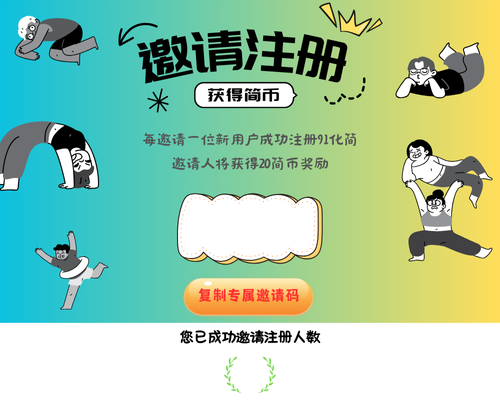 邀请注册
获得简币
每邀请一位新用户成功注册91化简
邀请人将获得20简币奖励
复制专属邀请码
您已成功邀请注册人数